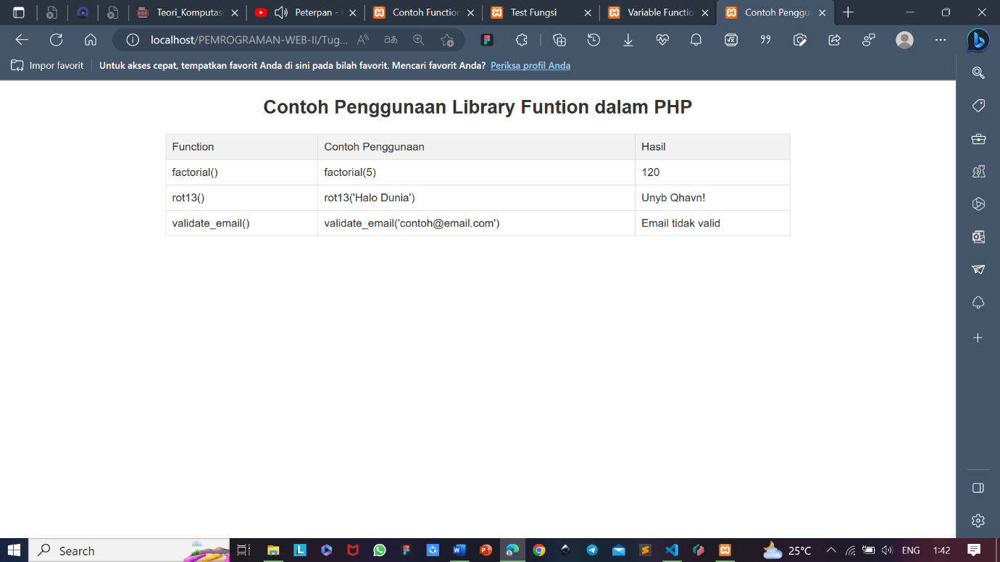 Teori_Komputas
Peterpan -
Contoh Function
Test Fungsi
Variable Functio
Contoh Penggu
localhost/PEMROGRAMAN-WEB-II/Tug...
Impor favorit
Untuk akses cepat, tempatkan favorit Anda di sini pada bilah favorit. Mencari favorit Anda? Periksa profil Anda
Contoh Penggunaan Library Funtion dalam PHP
Function Contoh Penggunaan Hasil
factorial() factorial(5) 120
rot13() rot13('Halo Dunia') Unyb Qhavn!
validate_email() validate_email('contoh@email.com') Email tidak valid
Search
25°C
ENG
1:42